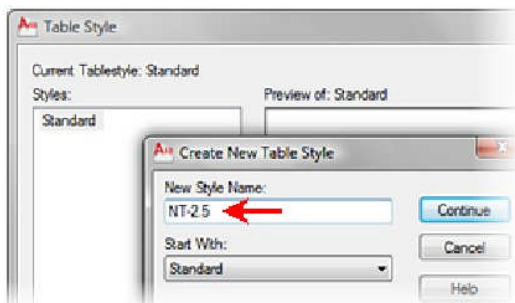 Table Style
Current Tablestyle: Standard
Styles:
Preview of: Standard
Standard
Create New Table Style
New Style Name:
NT-2.5
Continue
Start With:
Cancel
Standard
Help